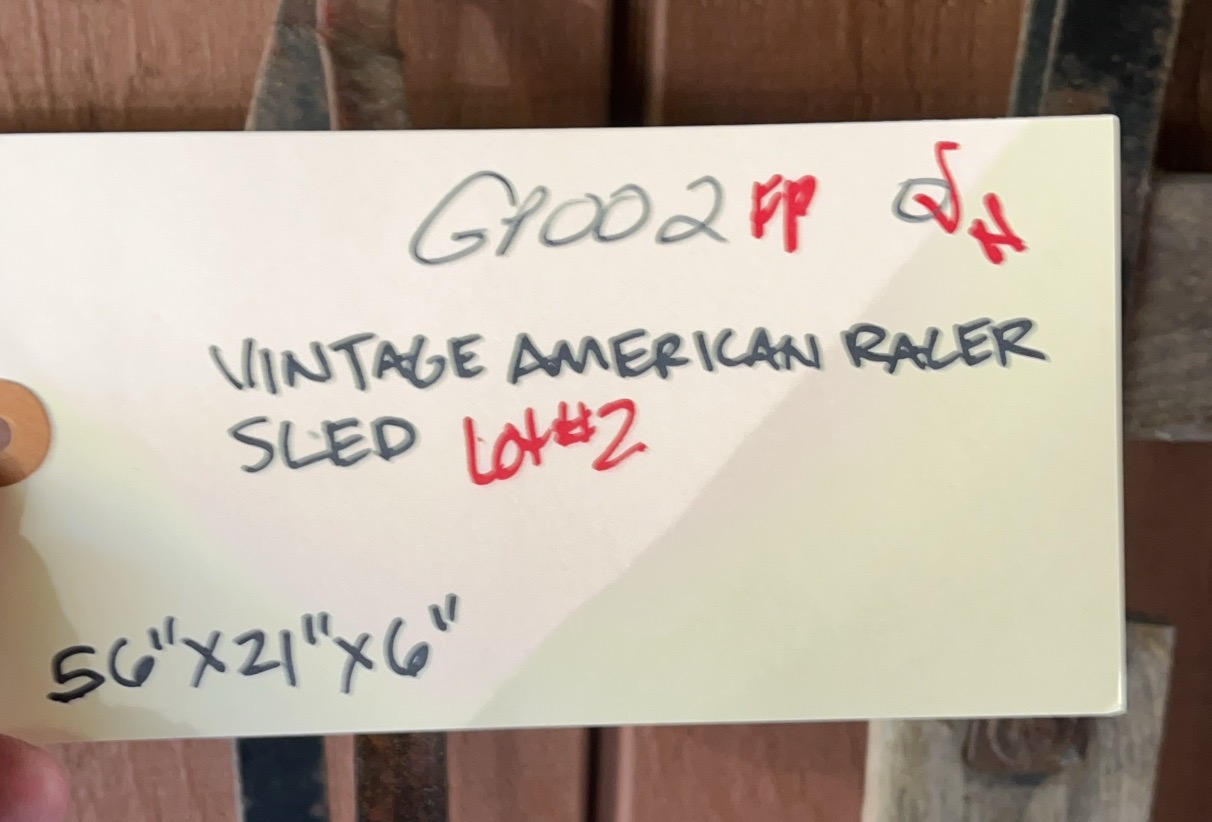 G1002 FP
VINTAGE AMERICAN RACER
SLED Lot#2
56"X21"X6"